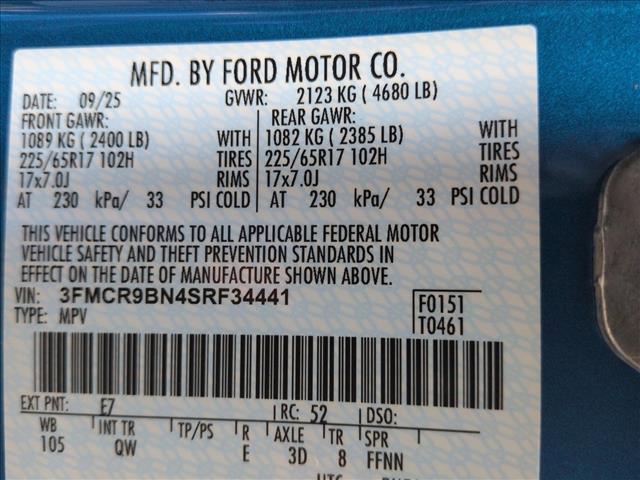 MFD. BY FORD MOTOR CO.
DATE: 09/25 GVWR: 2123 KG ( 4680 LB)
FRONT GAWR: REAR GAWR:
1089 KG ( 2400 LB) WITH 1082 KG ( 2385 LB) WITH
225/65R17 102H TIRES 225/65R17 102H TIRES
17x7.0J RIMS 17x7.0J RIMS
AT 230 kPa/ 33 PSI COLD AT 230 kPa/ 33 PSI COLD
THIS VEHICLE CONFORMS TO ALL APPLICABLE FEDERAL MOTOR
VEHICLE SAFETY AND THEFT PREVENTION STANDARDS IN
EFFECT ON THE DATE OF MANUFACTURE SHOWN ABOVE.
VIN: 3FMCR9BN4SRF34441 F0151
TYPE: MPV T0461
EXT PNT: E7 RC: 52 DSO:
WB INT TR TP/PS R AXLE TR SPR
105 QW E 3D 8 FFNN